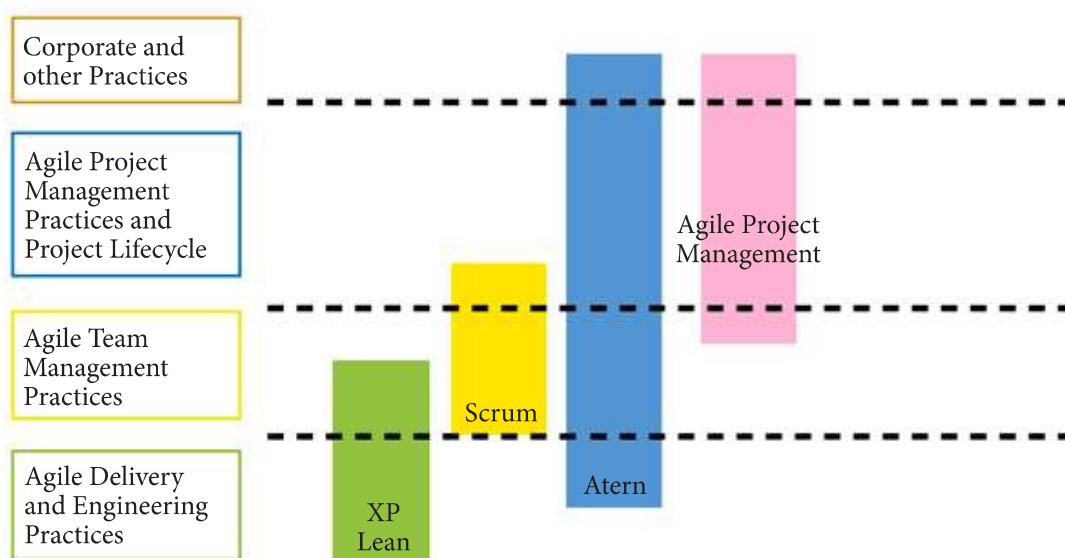 Corporate and
other Practices
Agile Project
Management
Practices and
Project Lifecycle
Agile Team
Management
Practices
Agile Delivery
and Engineering
Practices
XP
Lean
Scrum
Atern
Agile Project
Management